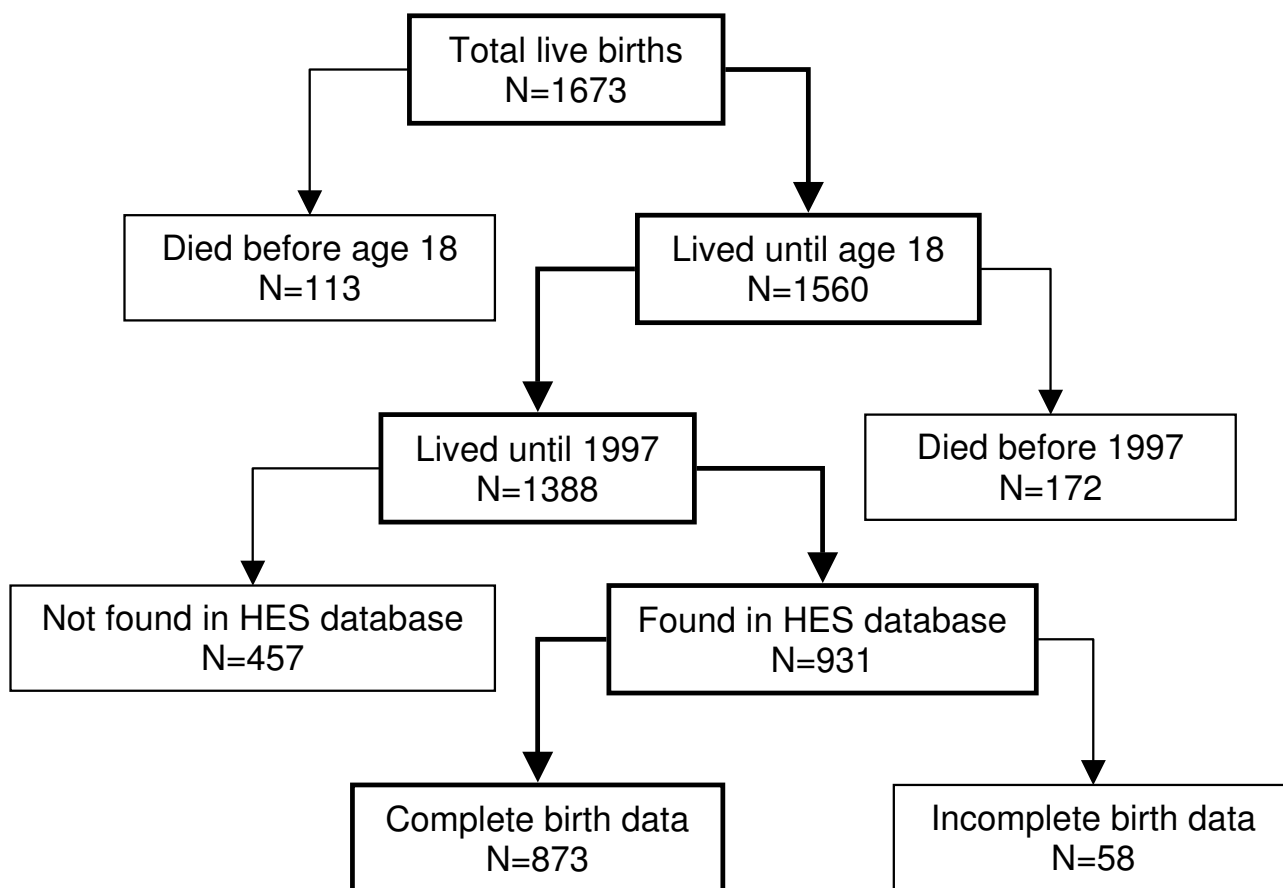 Total live births
N=1673
Died before age 18
N=113
Lived until age 18
N=1560
Lived until 1997
N=1388
Died before 1997
N=172
Not found in HES database
N=457
Found in HES database
N=931
Complete birth data
N=873
Incomplete birth data
N=58